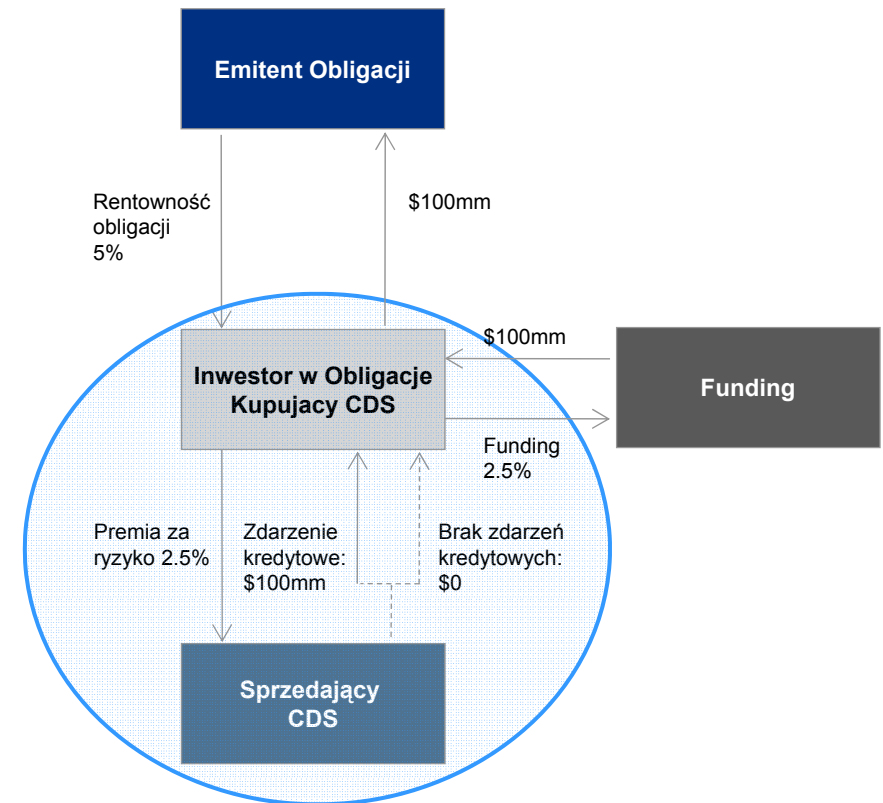 Emitent Obligacji
Rentowność
obligacji
5%
$100mm
$100mm
Inwestor w Obligacje
Kupujacy CDS
Funding
Funding
2.5%
Premia za
ryzyko 2.5%
Zdarzenie
kredytowe:
$100mm
Brak zdarzeń
kredytowych:
$0
Sprzedający
CDS